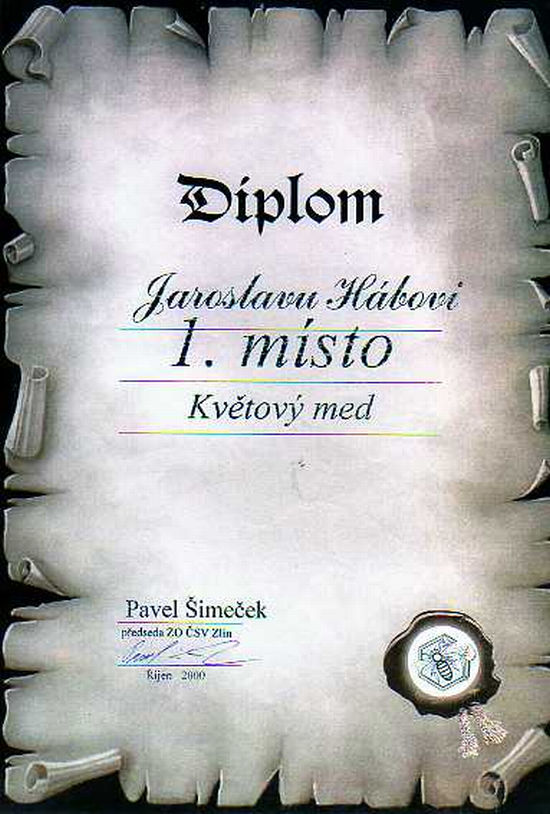 Diplom
Jaroslavu Hábovi
1. místo
Květový med
Pavel Šimeček
předseda ZO ČSV Zlín
Říjen 2000